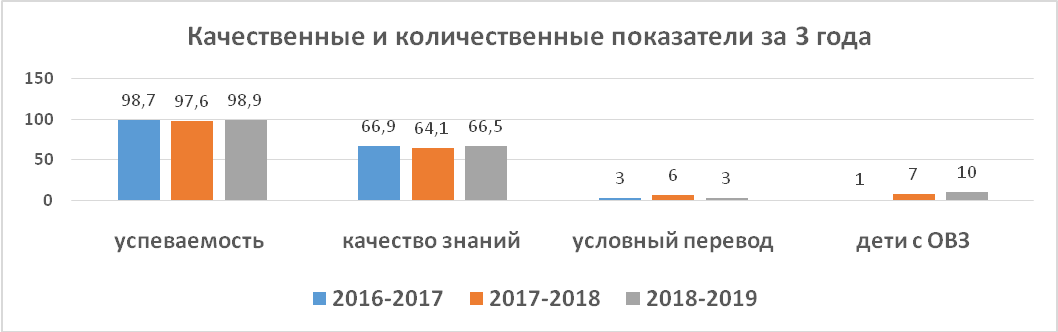 Качественные и количественные показатели за 3 года
150
100
50
0
98,7 97,6 98,9
66,9 64,1 66,5
3 6 3
1 7 10
успеваемость качество знаний условный перевод дети с ОВЗ
2016-2017 2017-2018 2018-2019